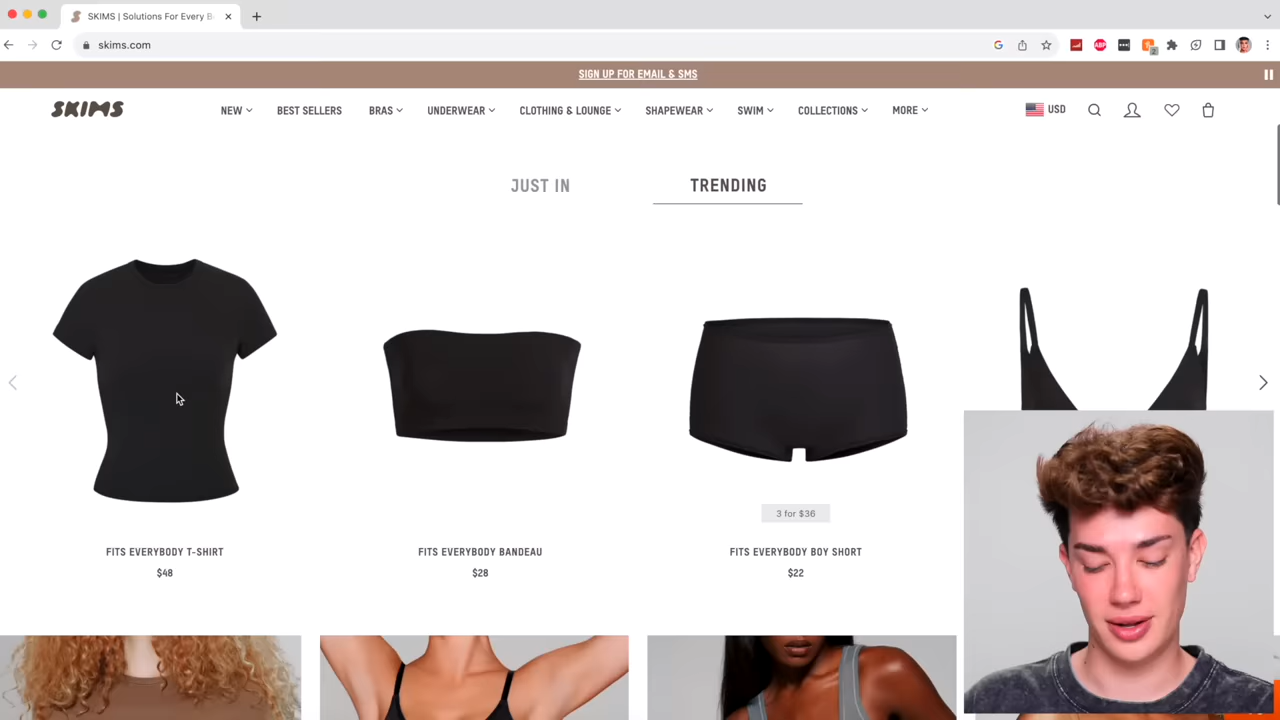 SKIMS | Solutions For Every B
skims.com
SIGN UP FOR EMAIL & SMS
SKIMS
NEW
BEST SELLERS
BRAS
UNDERWEAR
CLOTHING & LOUNGE
SHAPEWEAR
SWIM
COLLECTIONS
MORE
USD
JUST IN
TRENDING
3 for $36
FITS EVERYBODY T-SHIRT
FITS EVERYBODY BANDEAU
FITS EVERYBODY BOY SHORT
$48
$28
$22
ABP
2